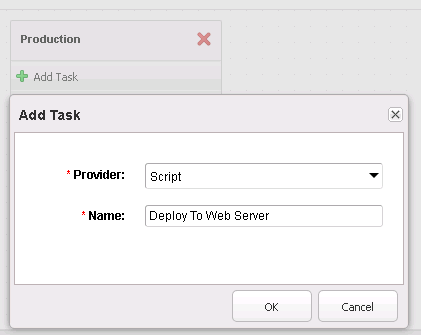 Production
Add Task
Add Task
* Provider: Script
* Name: Deploy To Web Server
OK Cancel